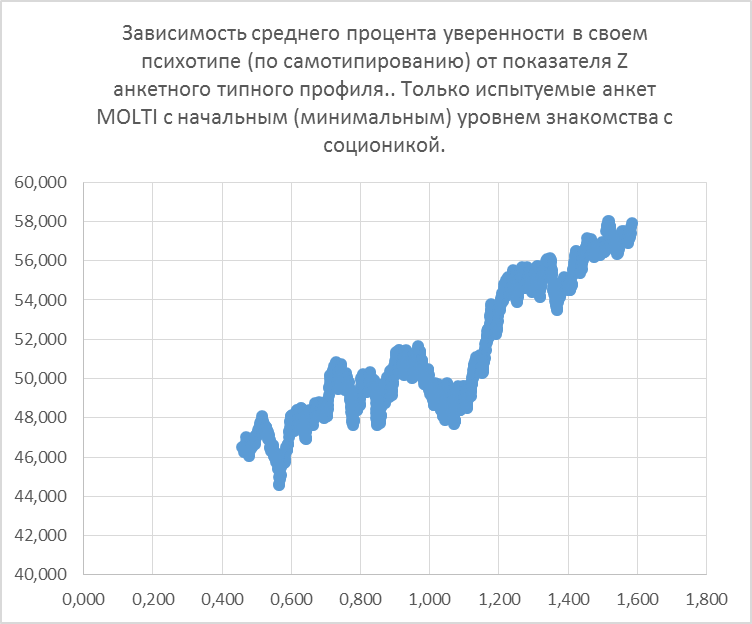 Зависимость среднего процента уверенности в своем
психотипе (по самотипированию) от показателя Z
анкетного типного профиля.. Только испытуемые анкет
MOLTI с начальным (минимальным) уровнем знакомства с
соционикой.
60,000
58,000
56,000
54,000
52,000
50,000
48,000
46,000
44,000
42,000
40,000
0,000 0,200 0,400 0,600 0,800 1,000 1,200 1,400 1,600 1,800